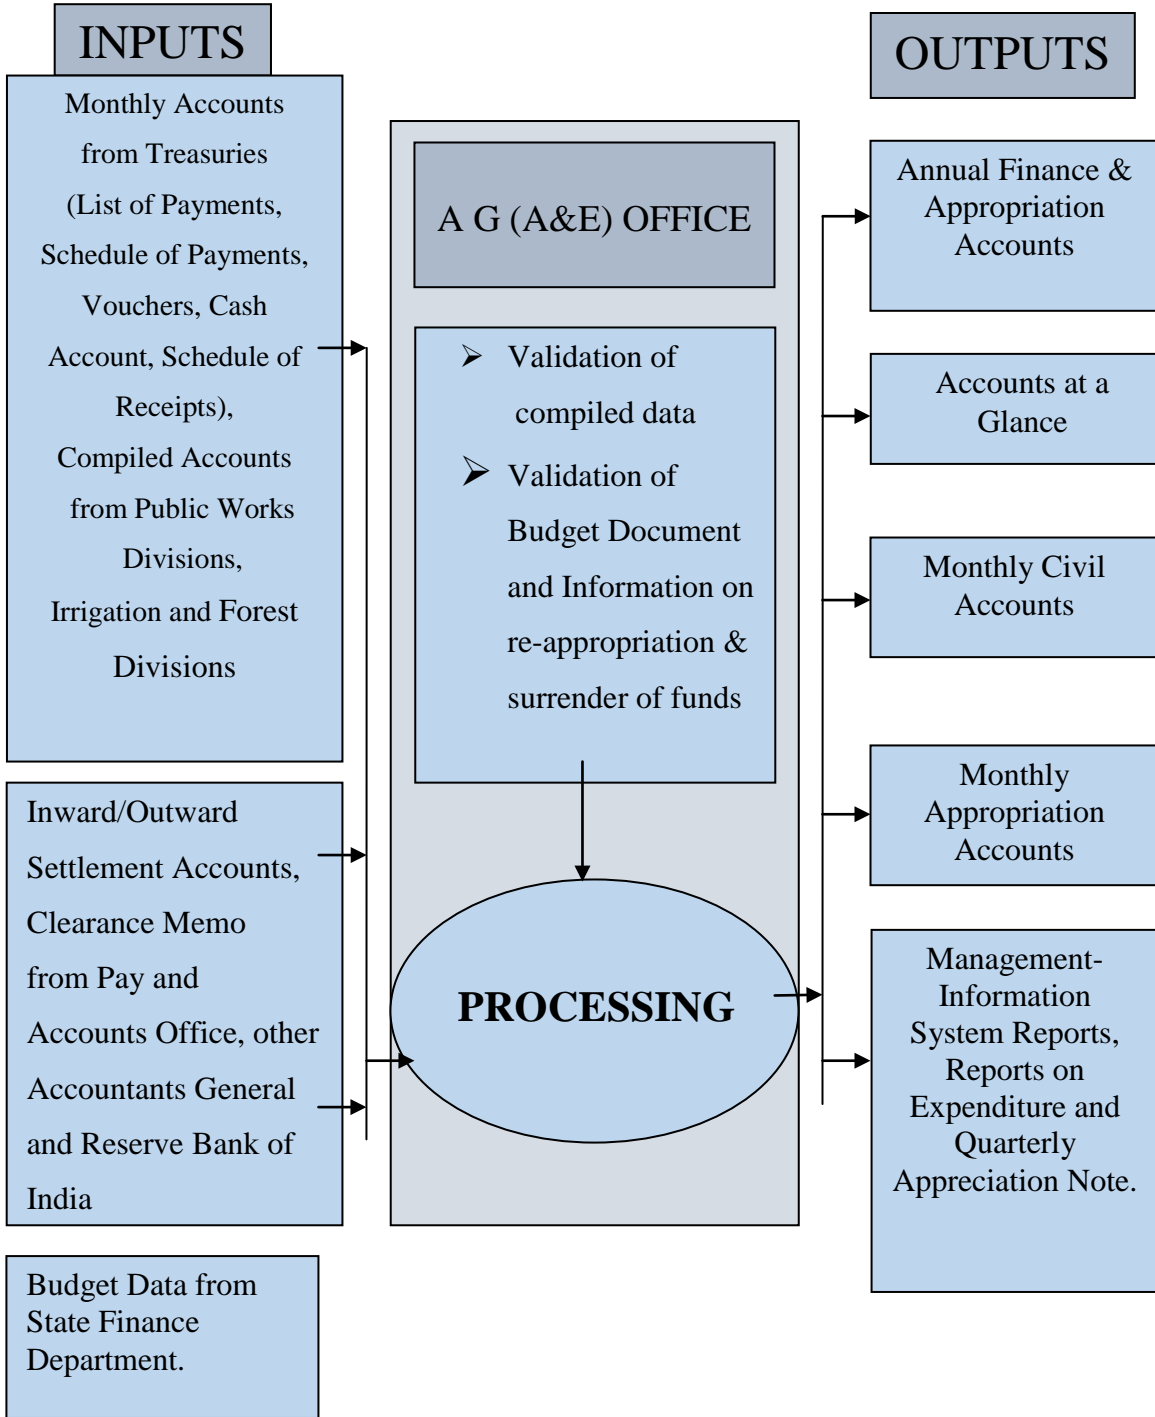 INPUTS
Monthly Accounts
from Treasuries
(List of Payments,
Schedule of Payments,
Vouchers, Cash
Account, Schedule of
Receipts),
Compiled Accounts
from Public Works
Divisions,
Irrigation and Forest
Divisions
Inward/Outward
Settlement Accounts,
Clearance Memo
from Pay and
Accounts Office, other
Accountants General
and Reserve Bank of
India
Budget Data from
State Finance
Department.
A G (A&E) OFFICE
➢ Validation of
compiled data
➢ Validation of
Budget Document
and Information on
re-appropriation &
surrender of funds
PROCESSING
OUTPUTS
Annual Finance &
Appropriation
Accounts
Accounts at a
Glance
Monthly Civil
Accounts
Monthly
Appropriation
Accounts
Management-
Information
System Reports,
Reports on
Expenditure and
Quarterly
Appreciation Note.